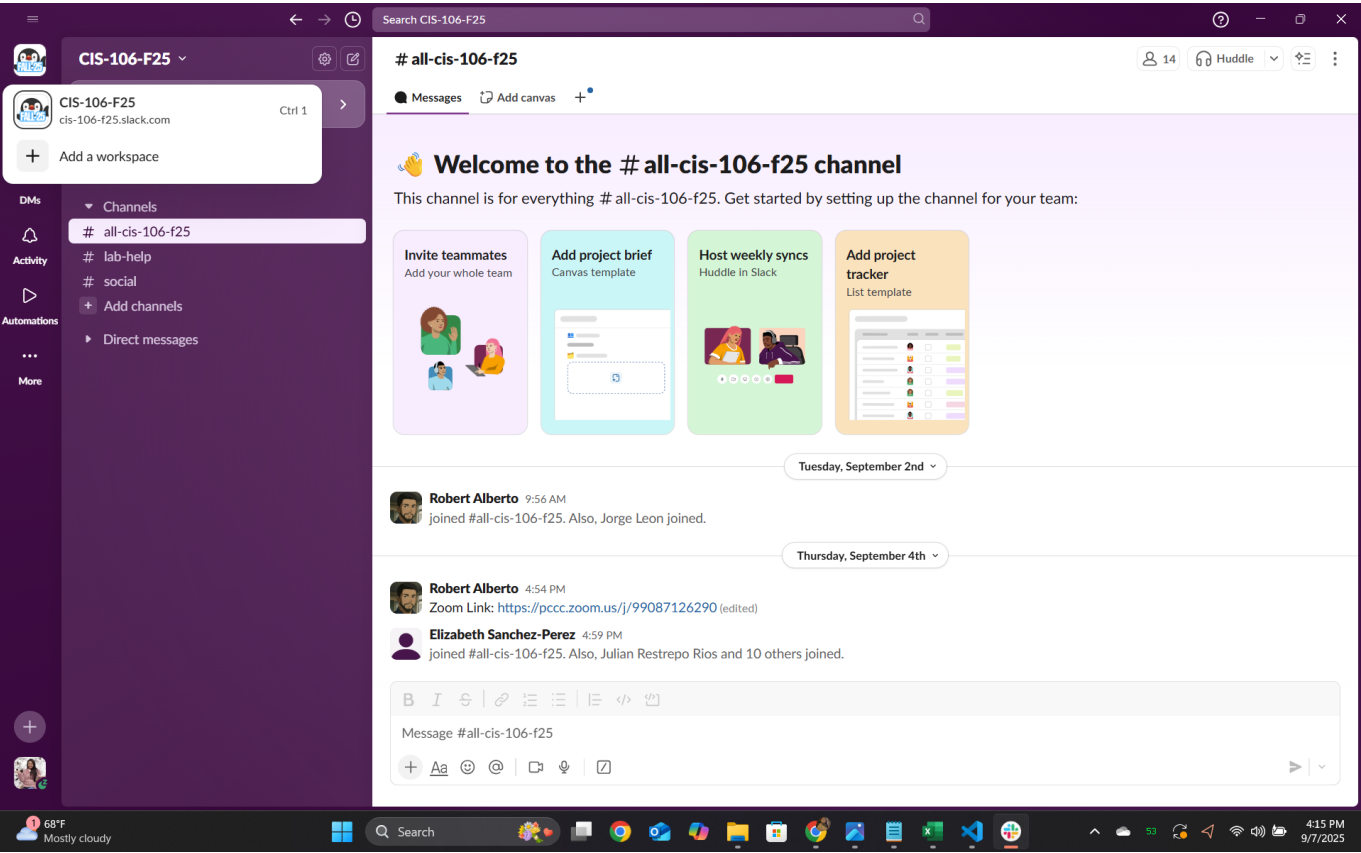 Search CIS-106-F25
CIS-106-F25
CIS-106-F25
cis-106-f25.slack.com
Ctrl 1
Add a workspace
DMs
Activity
Automations
More
Channels
# all-cis-106-f25
# lab-help
# social
+ Add channels
Direct messages
# all-cis-106-f25
14
Huddle
Messages
Add canvas
Welcome to the # all-cis-106-f25 channel
This channel is for everything # all-cis-106-f25. Get started by setting up the channel for your team:
Invite teammates
Add your whole team
Add project brief
Canvas template
Host weekly syncs
Huddle in Slack
Add project
tracker
List template
Tuesday, September 2nd
Robert Alberto 9:56 AM
joined #all-cis-106-f25. Also, Jorge Leon joined.
Thursday, September 4th
Robert Alberto 4:54 PM
Zoom Link: https://pccc.zoom.us/j/99087126290 (edited)
Elizabeth Sanchez-Perez 4:59 PM
joined #all-cis-106-f25. Also, Julian Restrepo Rios and 10 others joined.
B I S
Message #all-cis-106-f25
Aa
1
68°F
Mostly cloudy
Search
53
4:15 PM
9/7/2025